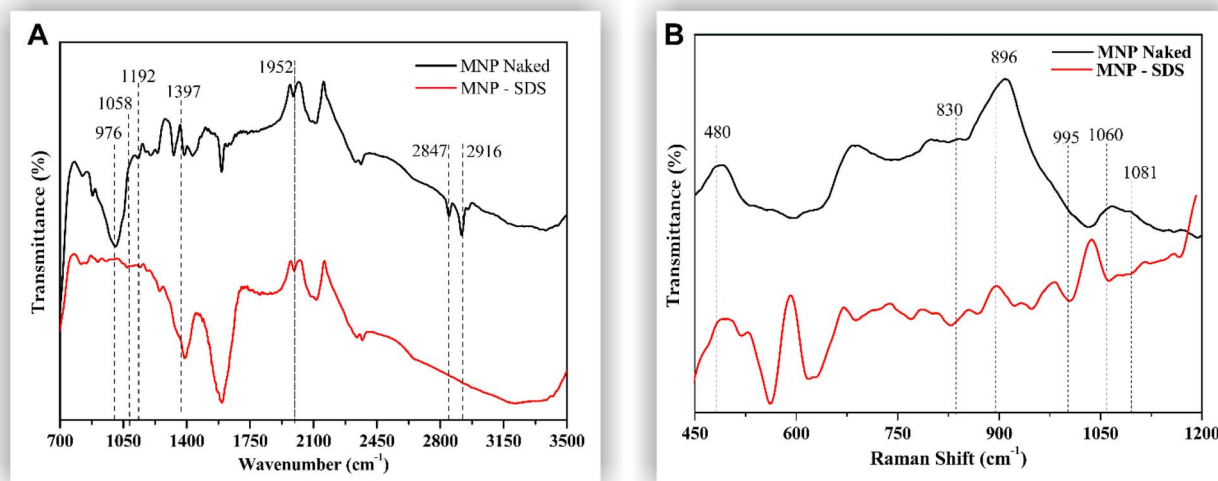 A
1192
1058
976
1397
1952
MNP Naked
MNP - SDS
2847
2916
Transmittance (%)
700 1050 1400 1750 2100 2450 2800 3150 3500
Wavenumber (cm-1)
B
896
MNP Naked
MNP - SDS
480
830
995
1060
1081
Transmittance (%)
450 600 750 900 1050 1200
Raman Shift (cm-1)